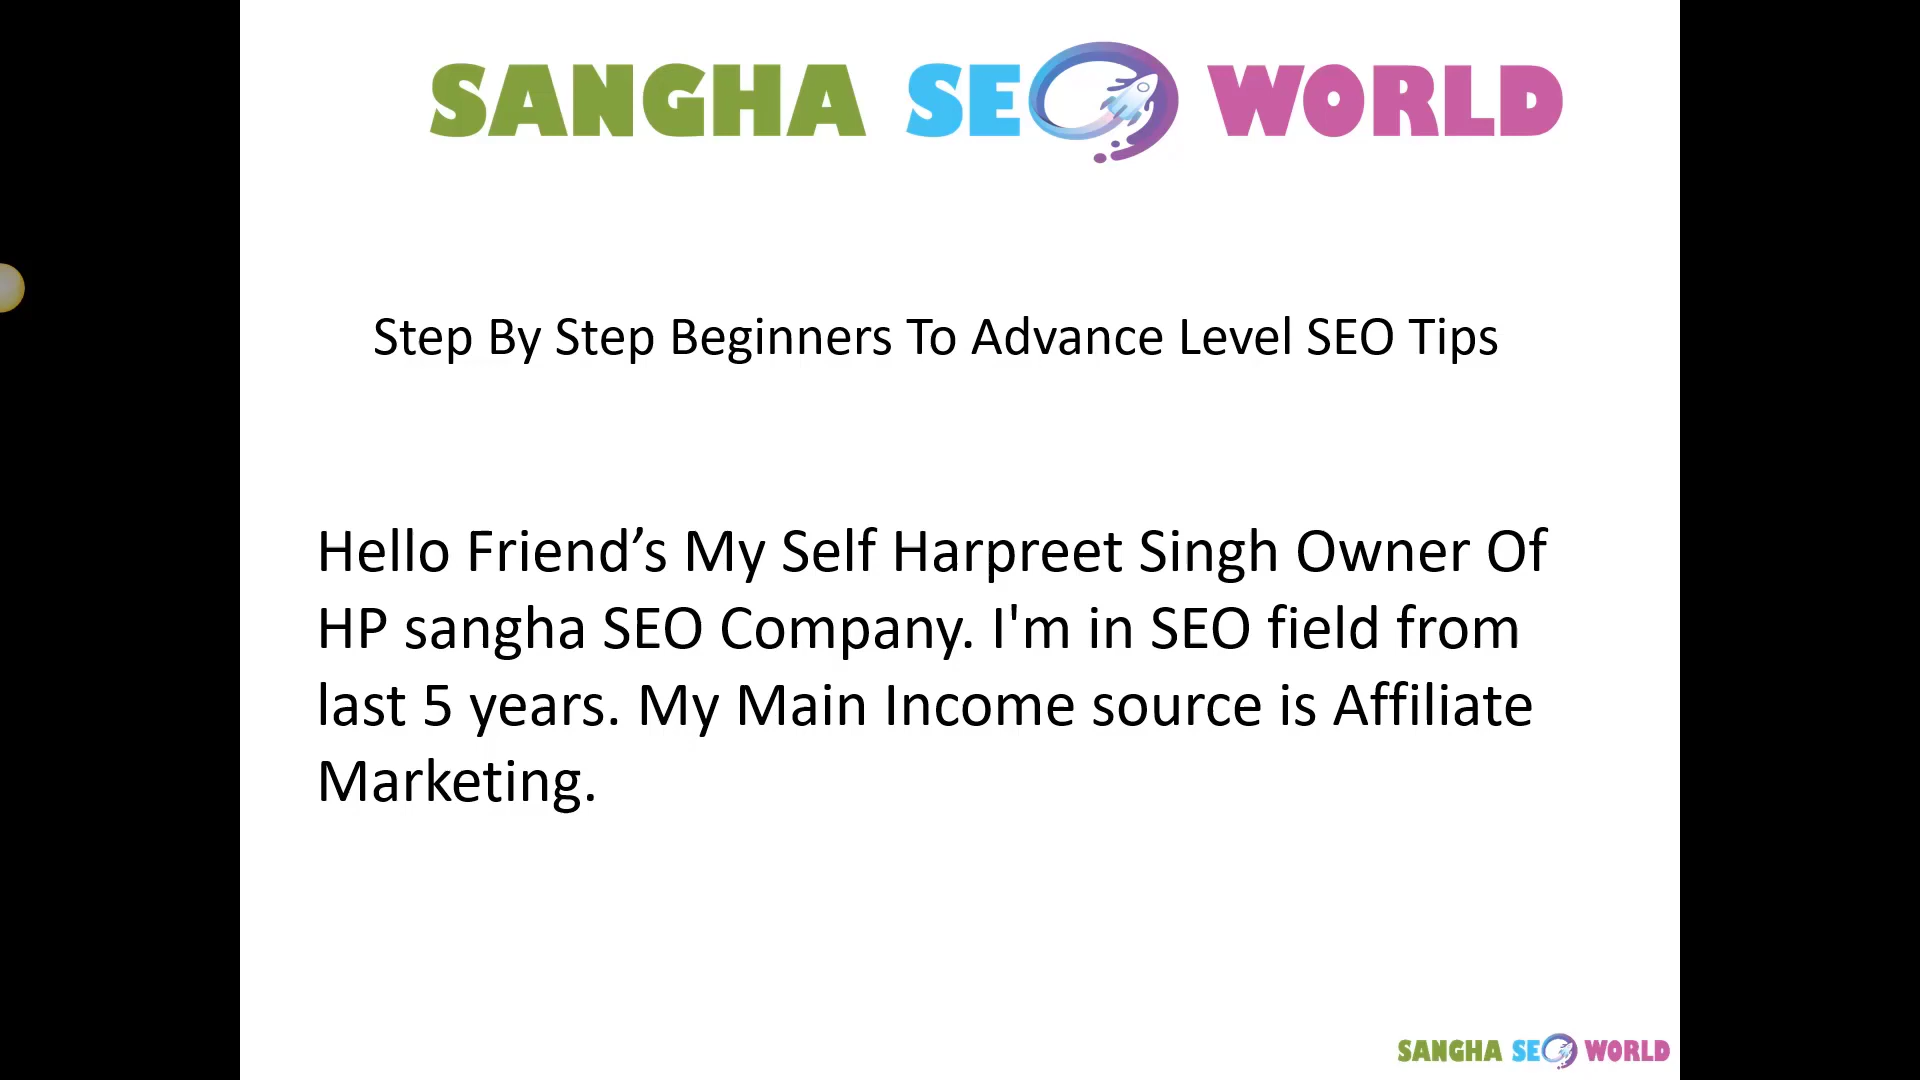 SANGHA SEO WORLD
Step By Step Beginners To Advance Level SEO Tips
Hello Friend’s My Self Harpreet Singh Owner Of
HP sangha SEO Company. I'm in SEO field from
last 5 years. My Main Income source is Affiliate
Marketing.
SANGHA SEO WORLD